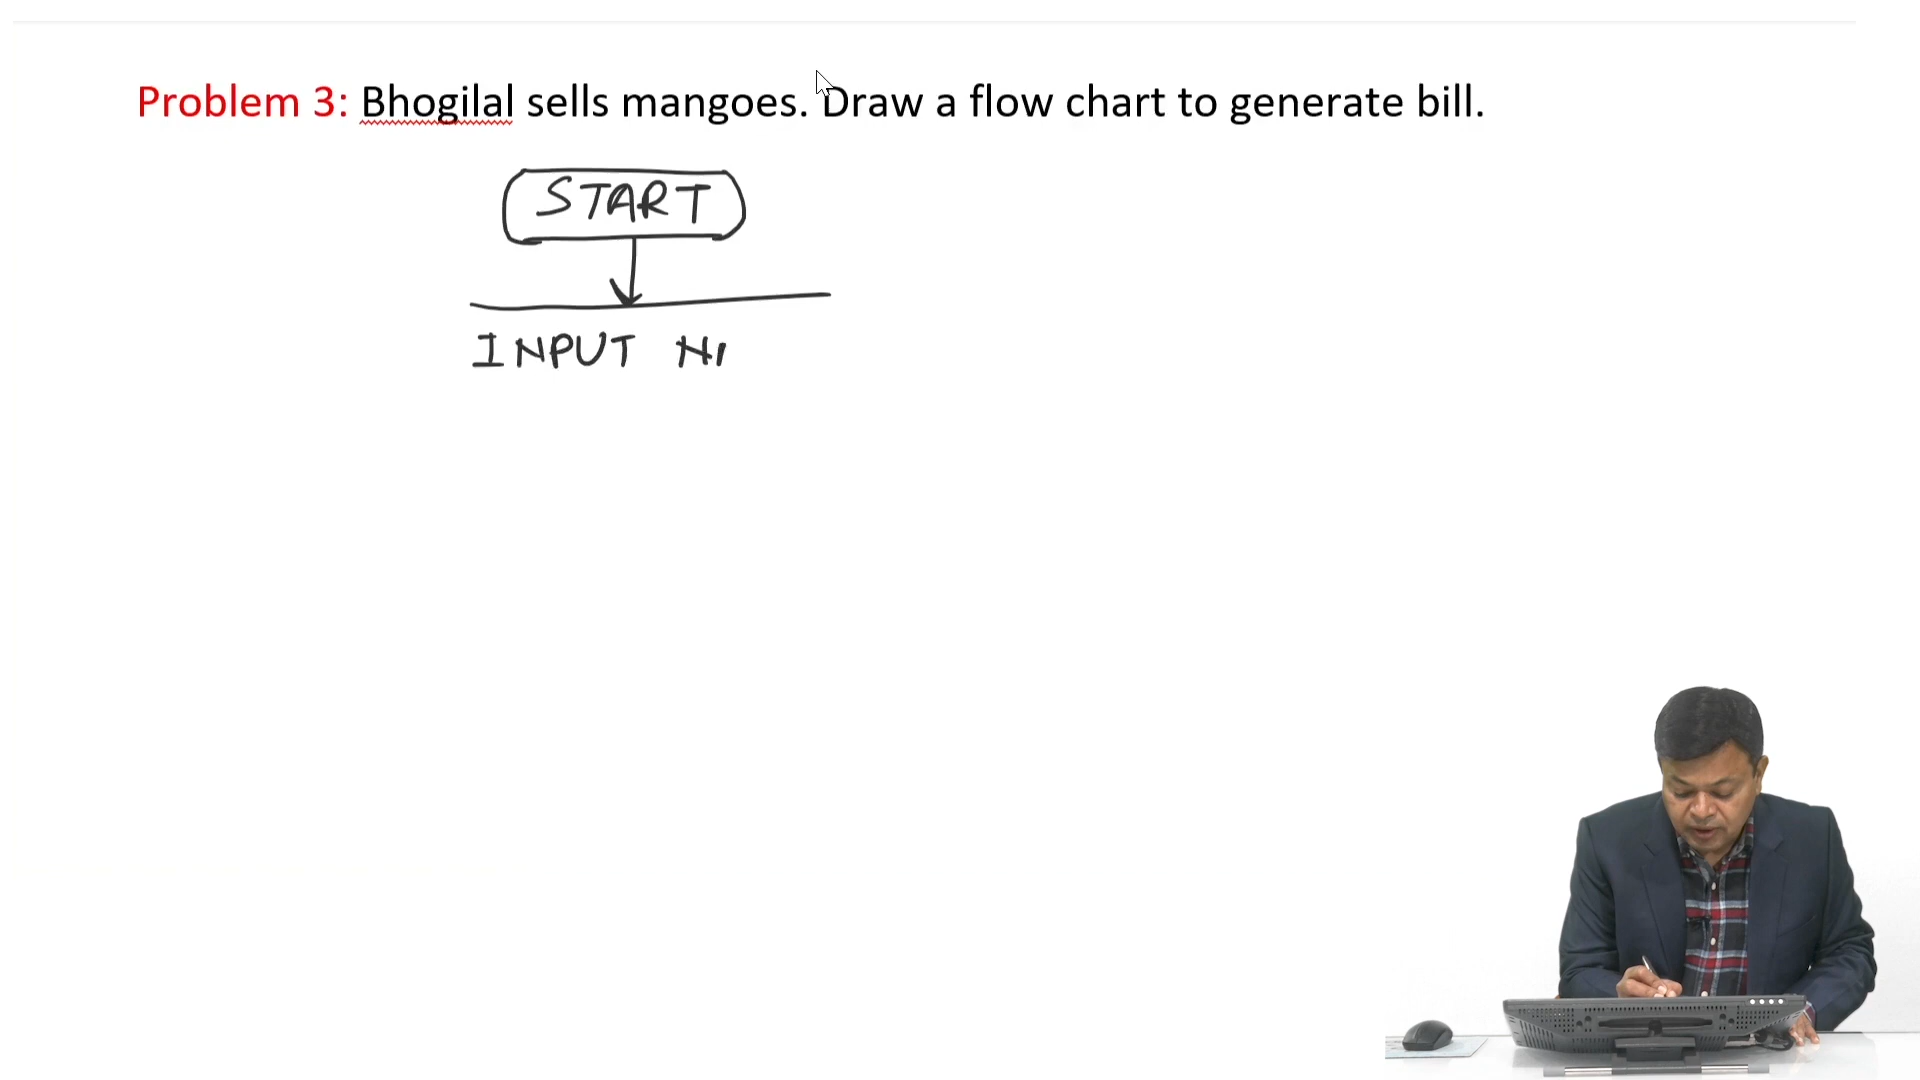 Problem 3: Bhogilal sells mangoes. Draw a flow chart to generate bill.
START
INPUT